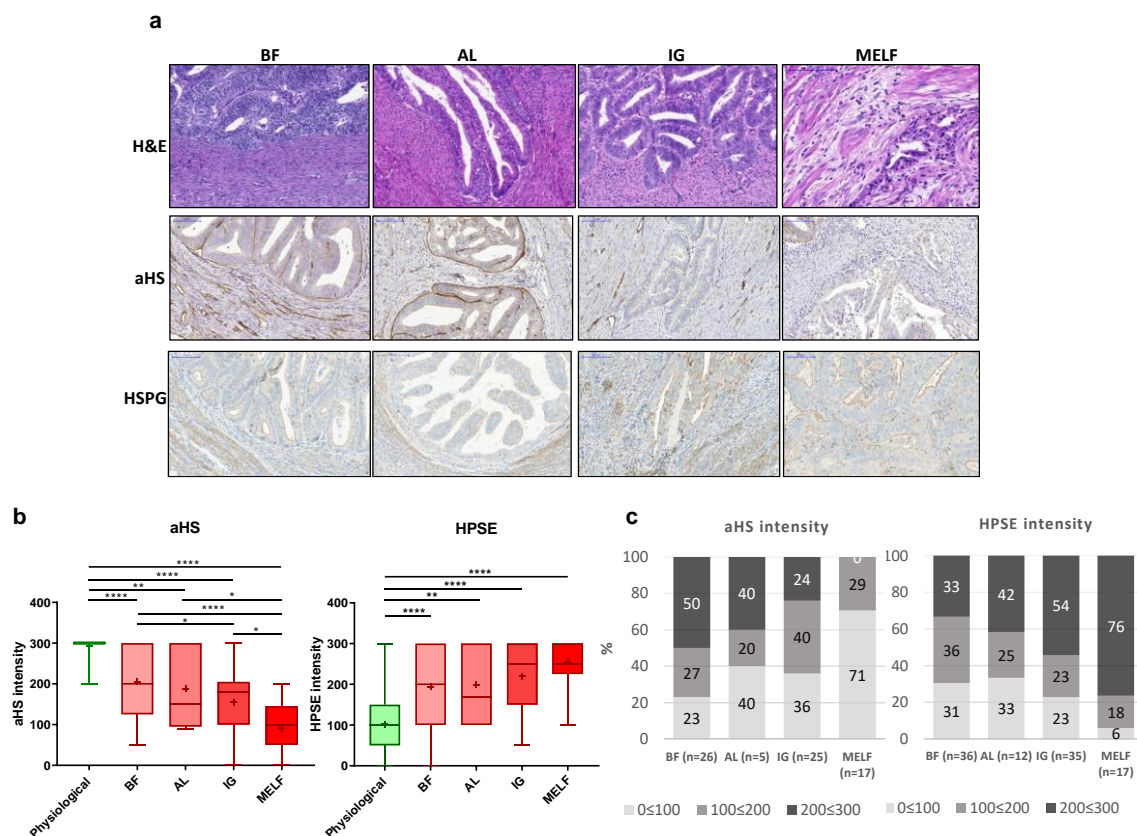 a
BF AL IG MELF
H&E
aHS
HSPG
b
aHS
HPSE
****
****
**
*
****
****
*
*
****
****
**
****
aHS intensity
400
300
200
100
0
Physiological
BF
AL
IG
MELF
HPSE intensity
400
300
200
100
0
Physiological
BF
AL
IG
MELF
c
aHS intensity
%
100
80
60
40
20
0
50 40 24 0
27 20 40 29
23 40 36 71
BF (n=26) AL (n=5) IG (n=25) MELF
(n=17)
0≤100 100≤200 200≤300
HPSE intensity
100
80
60
40
20
0
33 42 54 76
36 25 23 18
31 33 23 6
BF (n=36) AL (n=12) IG (n=35) MELF
(n=17)
0≤100 100≤200 200≤300